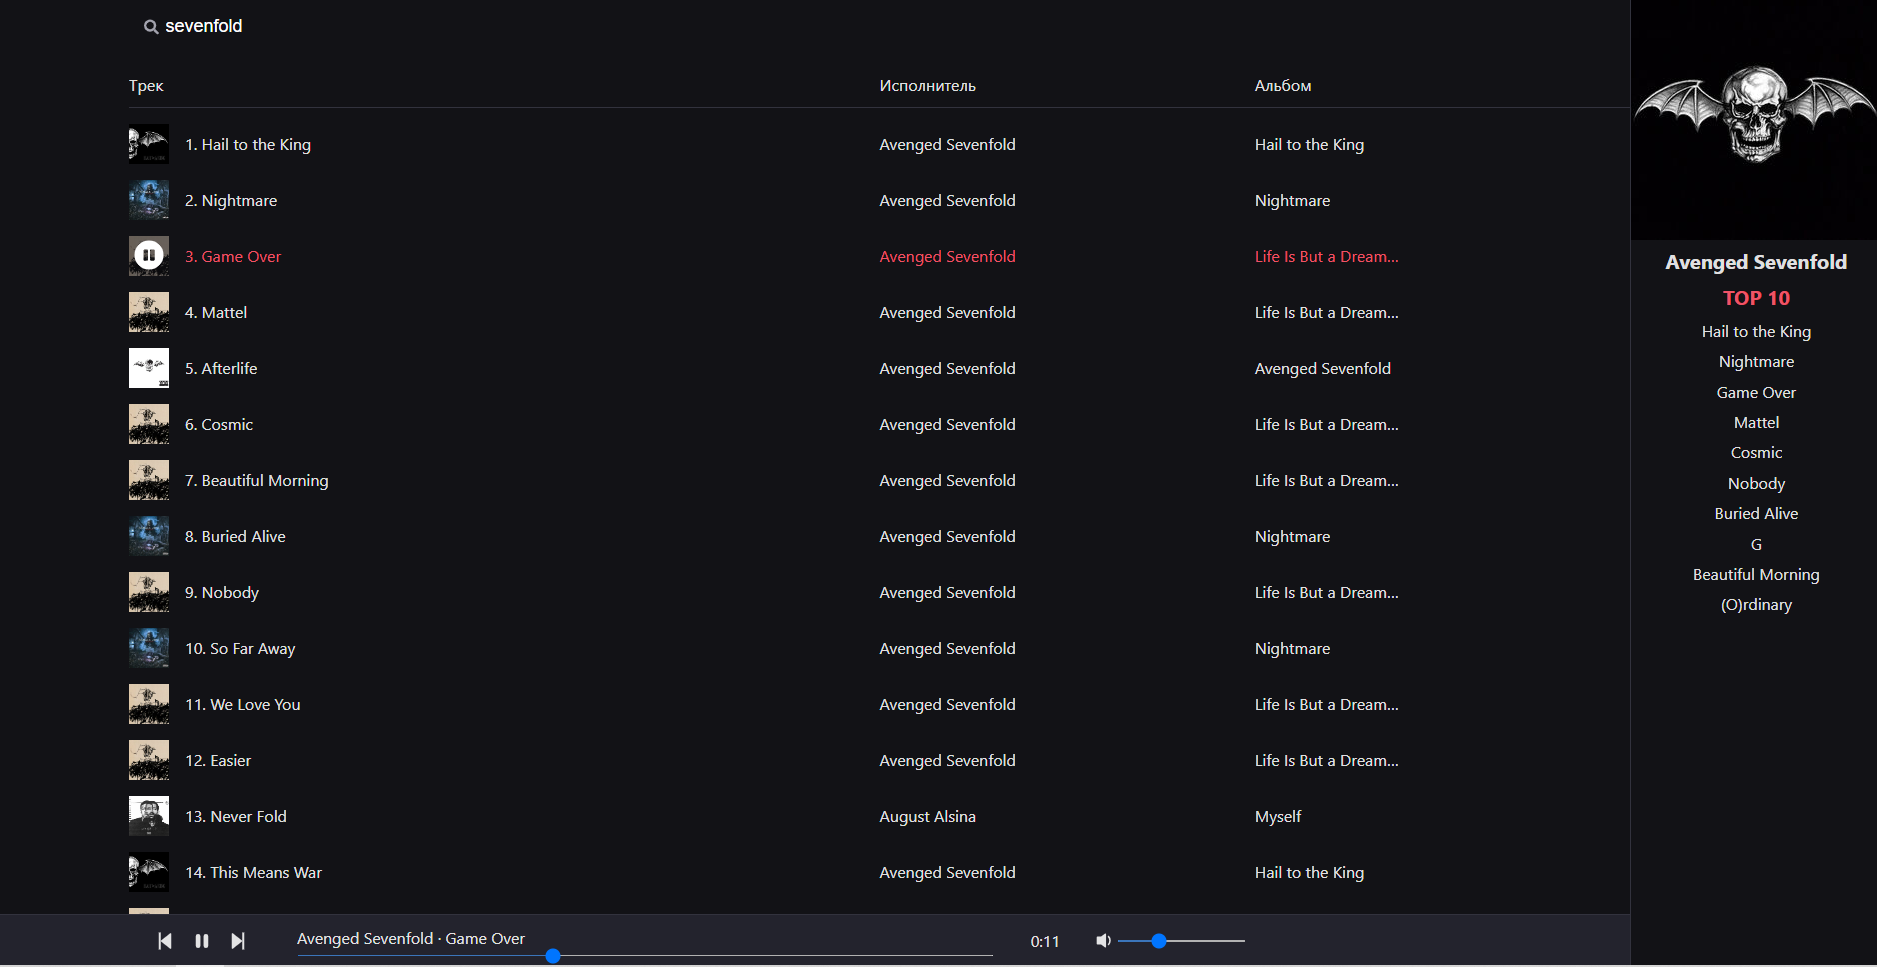 sevenfold
Трек Исполнитель Альбом
1. Hail to the King Avenged Sevenfold Hail to the King
2. Nightmare Avenged Sevenfold Nightmare
3. Game Over Avenged Sevenfold Life Is But a Dream...
4. Mattel Avenged Sevenfold Life Is But a Dream...
5. Afterlife Avenged Sevenfold Avenged Sevenfold
6. Cosmic Avenged Sevenfold Life Is But a Dream...
7. Beautiful Morning Avenged Sevenfold Life Is But a Dream...
8. Buried Alive Avenged Sevenfold Nightmare
9. Nobody Avenged Sevenfold Life Is But a Dream...
10. So Far Away Avenged Sevenfold Nightmare
11. We Love You Avenged Sevenfold Life Is But a Dream...
12. Easier Avenged Sevenfold Life Is But a Dream...
13. Never Fold August Alsina Myself
14. This Means War Avenged Sevenfold Hail to the King
Avenged Sevenfold · Game Over 0:11
Avenged Sevenfold
TOP 10
Hail to the King
Nightmare
Game Over
Mattel
Cosmic
Nobody
Buried Alive
G
Beautiful Morning
(O)rdinary